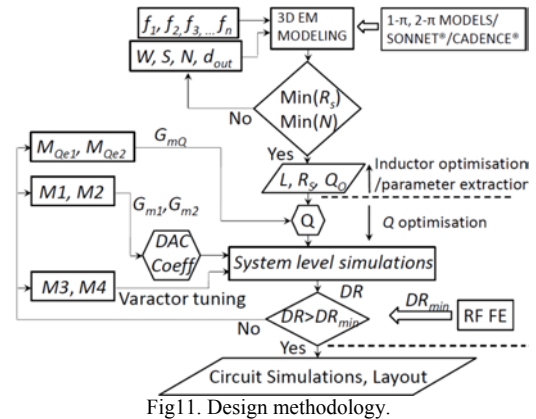 f1, f2, f3,... fn
3D EM
MODELING
1-π, 2-π MODELS/
SONNET®/CADENCE®
W, S, N, dout
Min(Rs)
Min(N)
No
Yes
MQe1, MQe2
GmQ
L, RS, QO
Inductor optimisation
/parameter extraction
M1, M2
Gm1,Gm2
Q
Q optimisation
DAC
Coeff
System level simulations
M3, M4
Varactor tuning
DR
DR>DRmin
DRmin
RF FE
No
Yes
Circuit Simulations, Layout
Fig11. Design methodology.